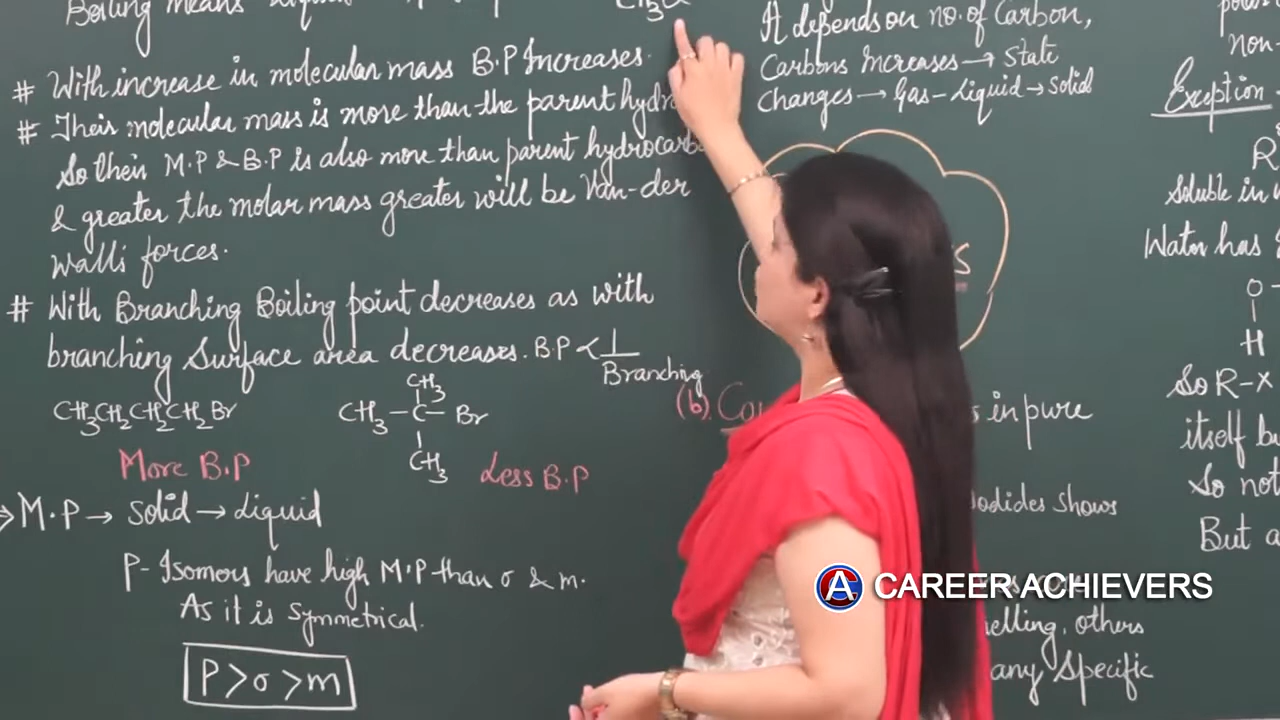 Boiling means Liquid
CH3Cl
# With increase in molecular mass B.P Increases.
# Their molecular mass is more than the parent hydro
So their M.P & B.P is also more than parent hydrocarb
& greater the molar mass greater will be Van-der
Walls forces.
# With Branching Boiling point decreases as with
branching Surface area decreases. B.P ∝ 1/Branching
CH3CH2CH2CH2Br
CH3
CH3-C-Br
CH3
More B.P
Less B.P
→ M.P → Solid → Liquid
P-Isomors have high M.P than o & m.
As it is Symmetrical.
P > o > m
It depends on no. of Carbon,
Carbons Increases → State
Changes → Gas - Liquid → Solid
s
(b). Co
s in pure
odides shows
elling, others
any Specific
non-
Exception -
R
Soluble in
Water has
O -
H
So R-X
itself bu
So not
But a
CA CAREER ACHIEVERS